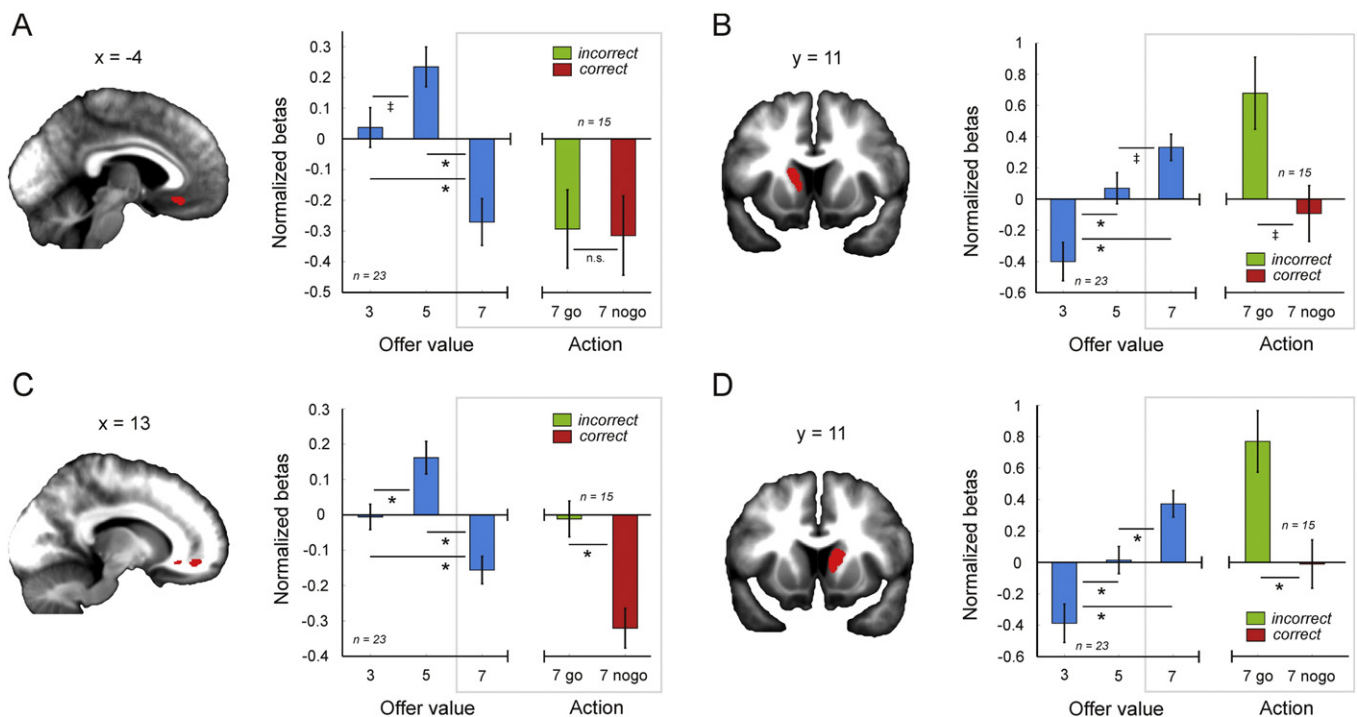 A
x = -4
Normalized betas
0.3
0.2
0.1
0
-0.1
-0.2
-0.3
-0.4
-0.5
‡
*
*
n = 23
3 5 7
Offer value
incorrect
correct
n = 15
n.s.
7 go 7 nogo
Action
B
y = 11
Normalized betas
1
0.8
0.6
0.4
0.2
0
-0.2
-0.4
-0.6
‡
*
*
n = 23
3 5 7
Offer value
n = 15
‡
incorrect
correct
7 go 7 nogo
Action
C
x = 13
Normalized betas
0.3
0.2
0.1
0
-0.1
-0.2
-0.3
-0.4
*
*
*
n = 23
3 5 7
Offer value
incorrect
correct
n = 15
*
7 go 7 nogo
Action
D
y = 11
Normalized betas
1
0.8
0.6
0.4
0.2
0
-0.2
-0.4
-0.6
*
*
*
n = 23
3 5 7
Offer value
n = 15
*
incorrect
correct
7 go 7 nogo
Action